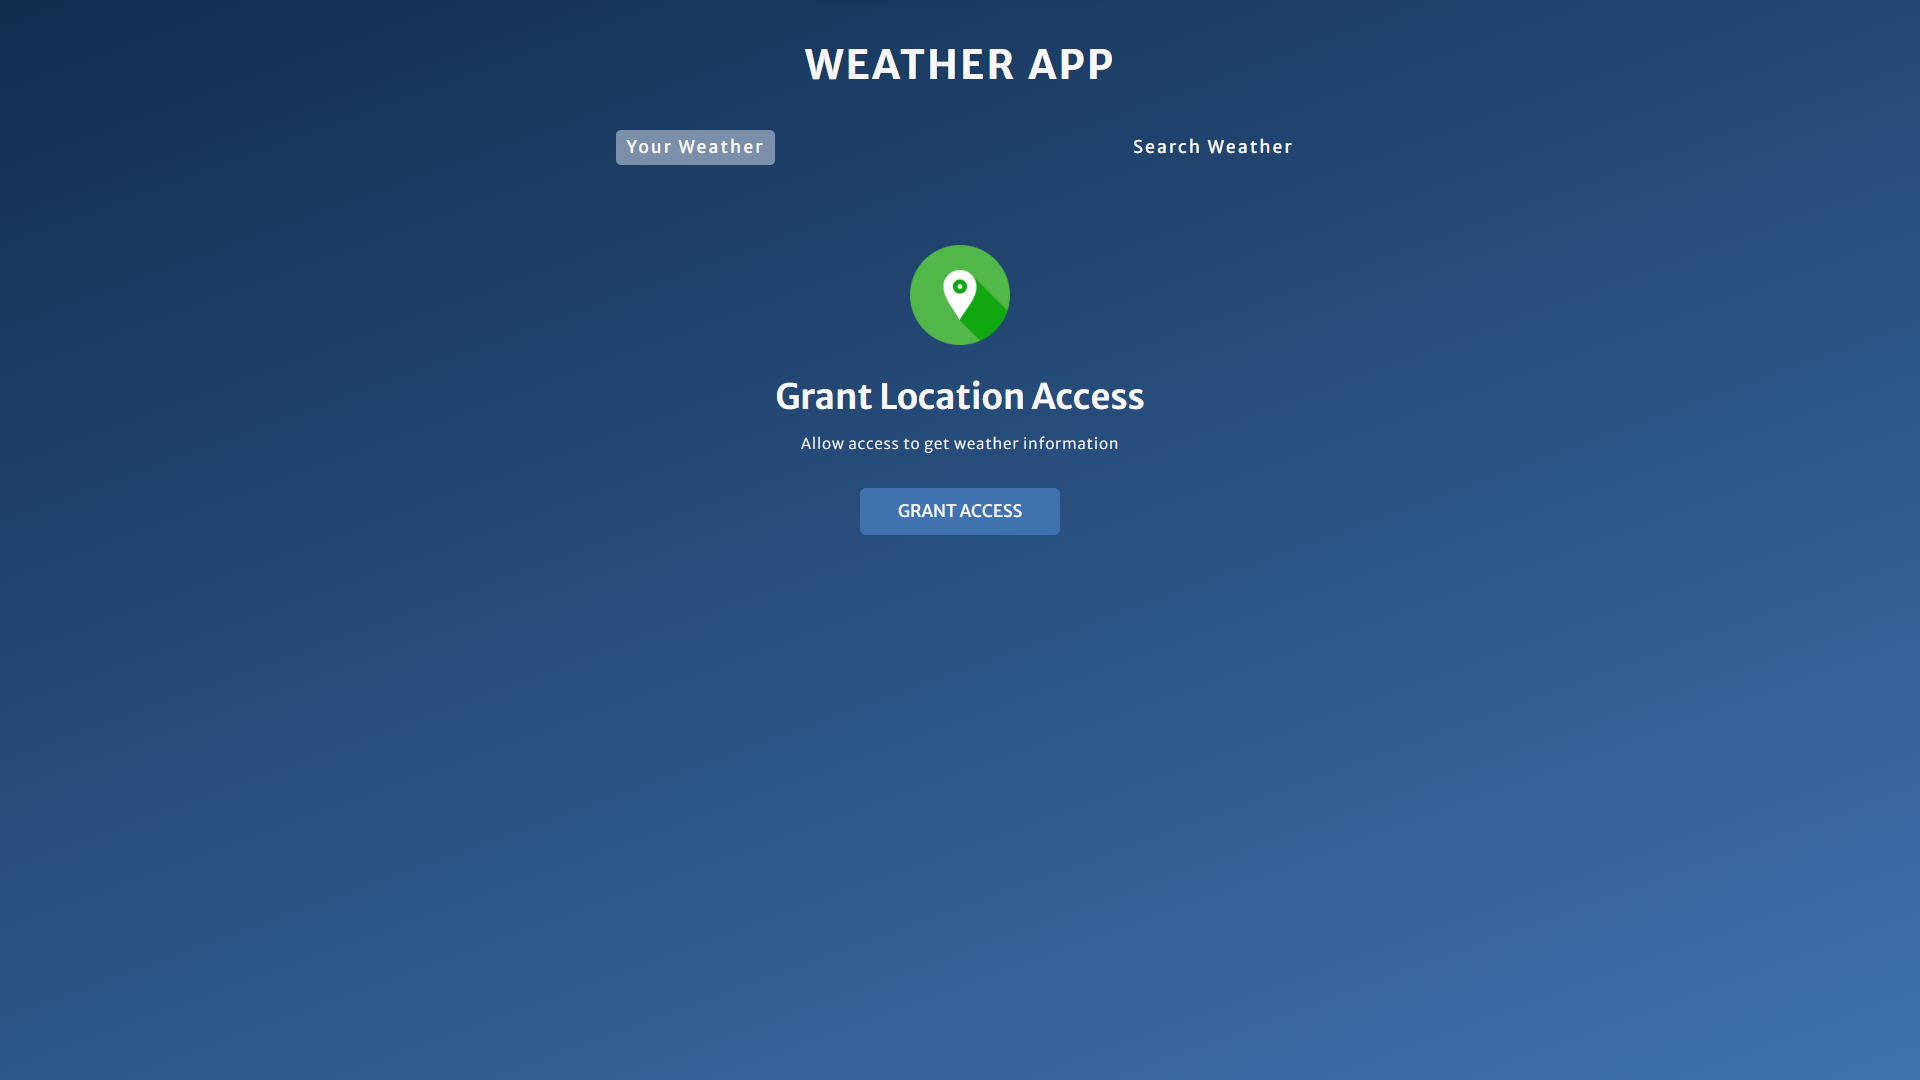 WEATHER APP
Your Weather
Search Weather
Grant Location Access
Allow access to get weather information
GRANT ACCESS